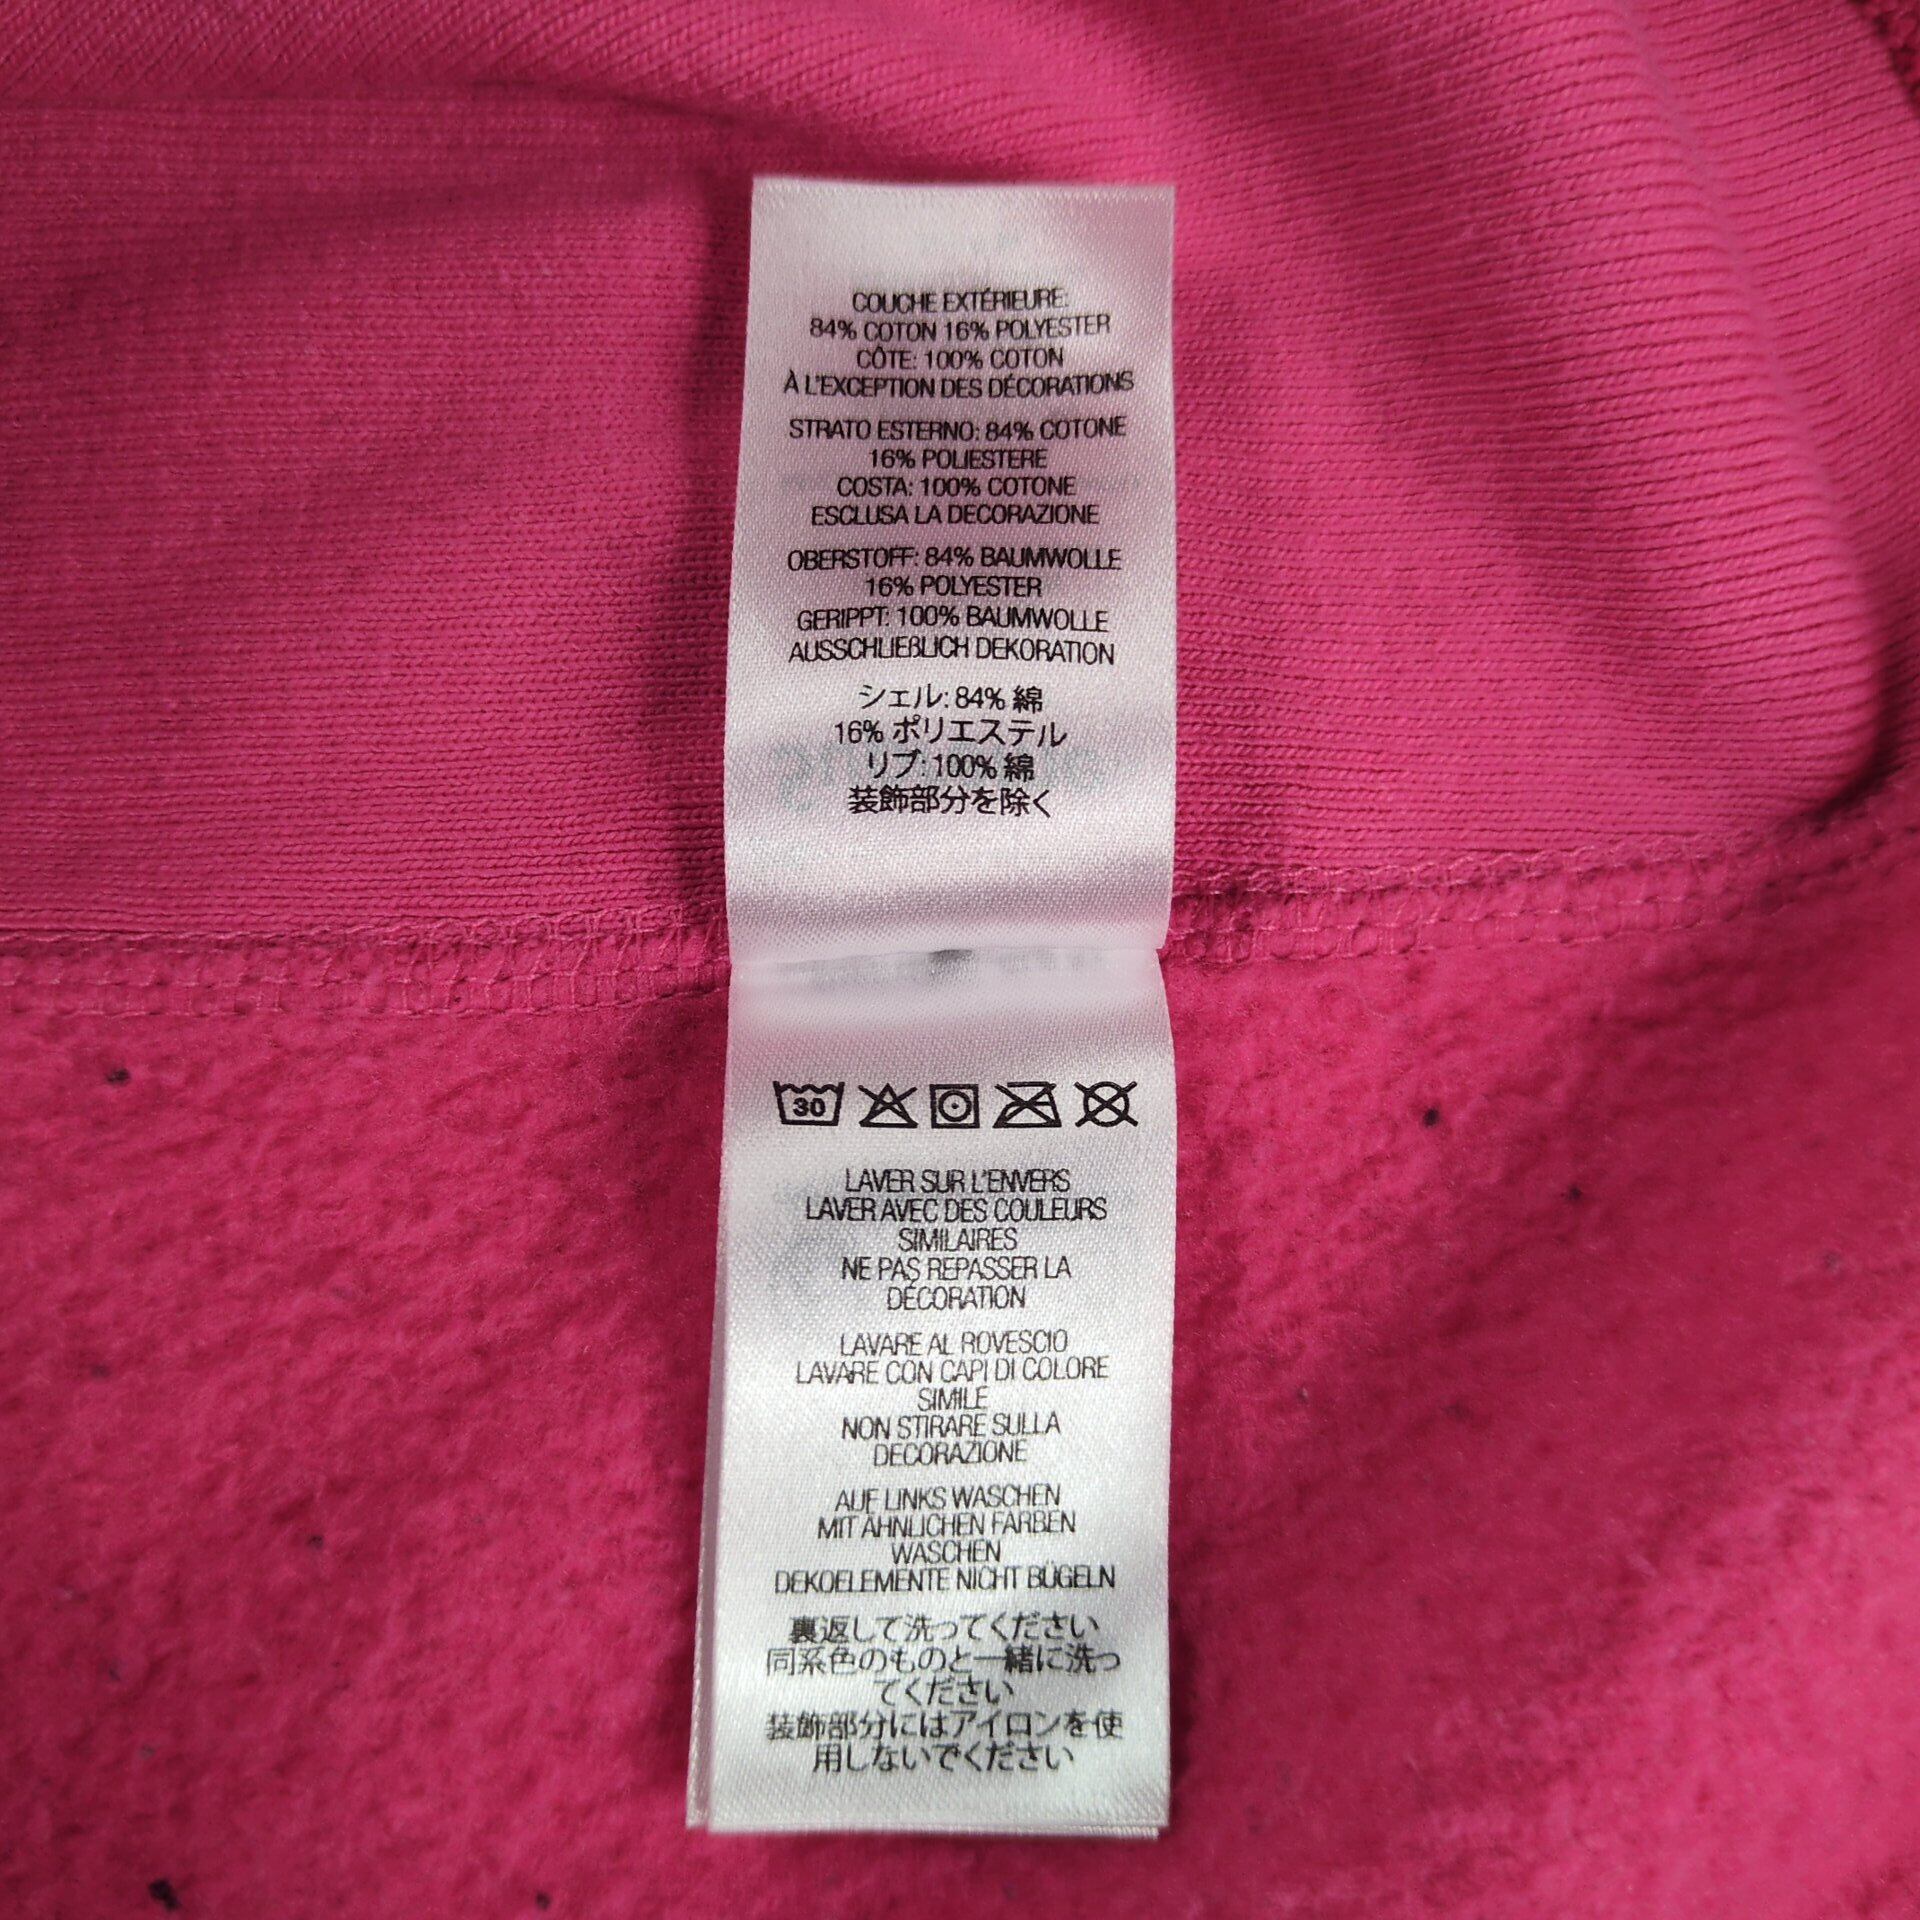 COUCHE EXTÉRIEURE:
84% COTON 16% POLYESTER
CÔTE: 100% COTON
À L'EXCEPTION DES DÉCORATIONS
STRATO ESTERNO: 84% COTONE
16% POLIESTERE
COSTA: 100% COTONE
ESCLUSA LA DECORAZIONE
OBERSTOFF: 84% BAUMWOLLE
16% POLYESTER
GERIPPT: 100% BAUMWOLLE
AUSSCHLIEßLICH DEKORATION
シェル: 84% 綿
16% ポリエステル
リブ: 100% 綿
装飾部分を除く
30
LAVER SUR L'ENVERS
LAVER AVEC DES COULEURS
SIMILAIRES
NE PAS REPASSER LA
DÉCORATION
LAVARE AL ROVESCIO
LAVARE CON CAPI DI COLORE
SIMILE
NON STIRARE SULLA
DECORAZIONE
AUF LINKS WASCHEN
MIT ÄHNLICHEN FARBEN
WASCHEN
DEKOELEMENTE NICHT BÜGELN
裏返して洗ってください
同系色のものと一緒に洗っ
てください
装飾部分にはアイロンを使
用しないでください